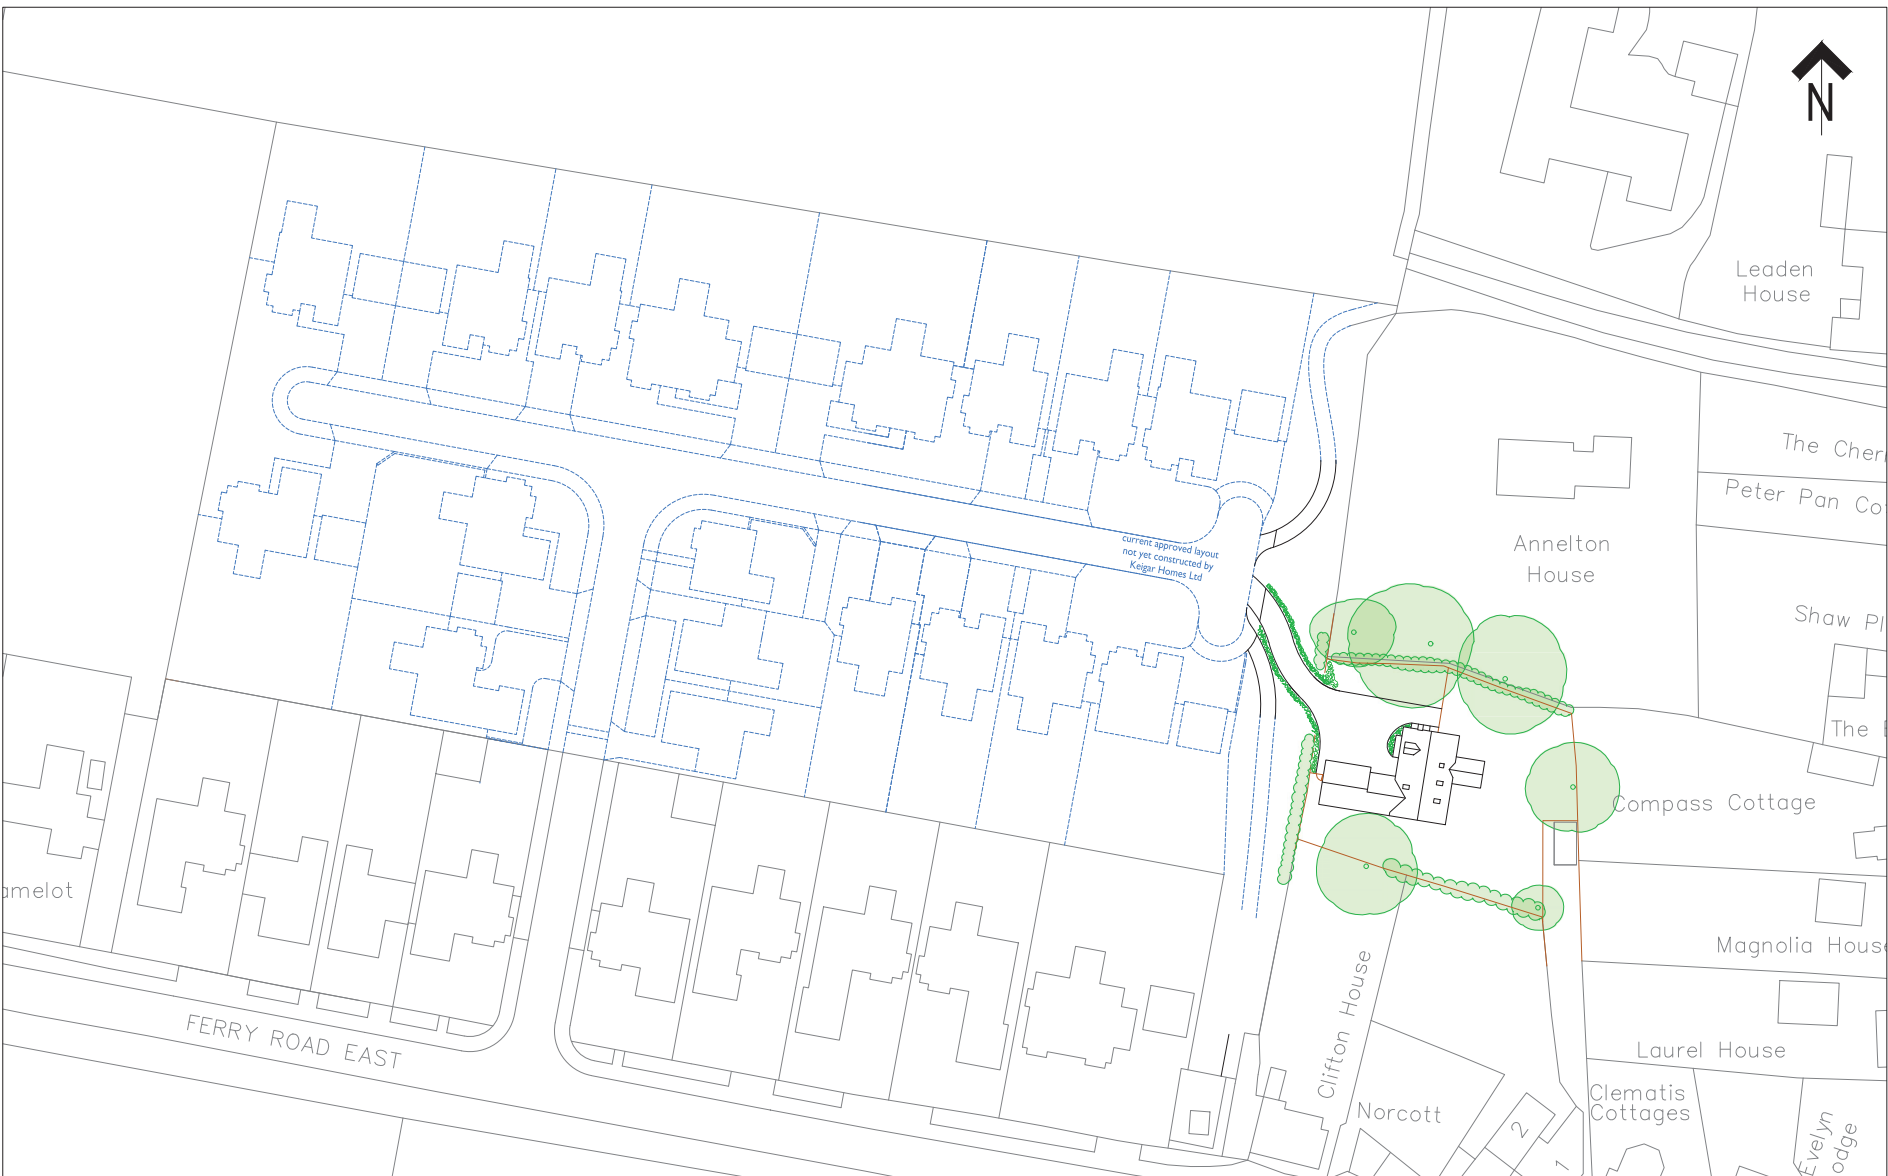 N
Leaden
House
The Cher
Peter Pan Co
Annelton
House
current approved layout
not yet constructed by
Keigar Homes Ltd
Shaw Pl
The
Compass Cottage
amelot
Magnolia House
FERRY ROAD EAST
Clifton House
Laurel House
Clematis
Cottages
Norcott
2
1
Evelyn
odge